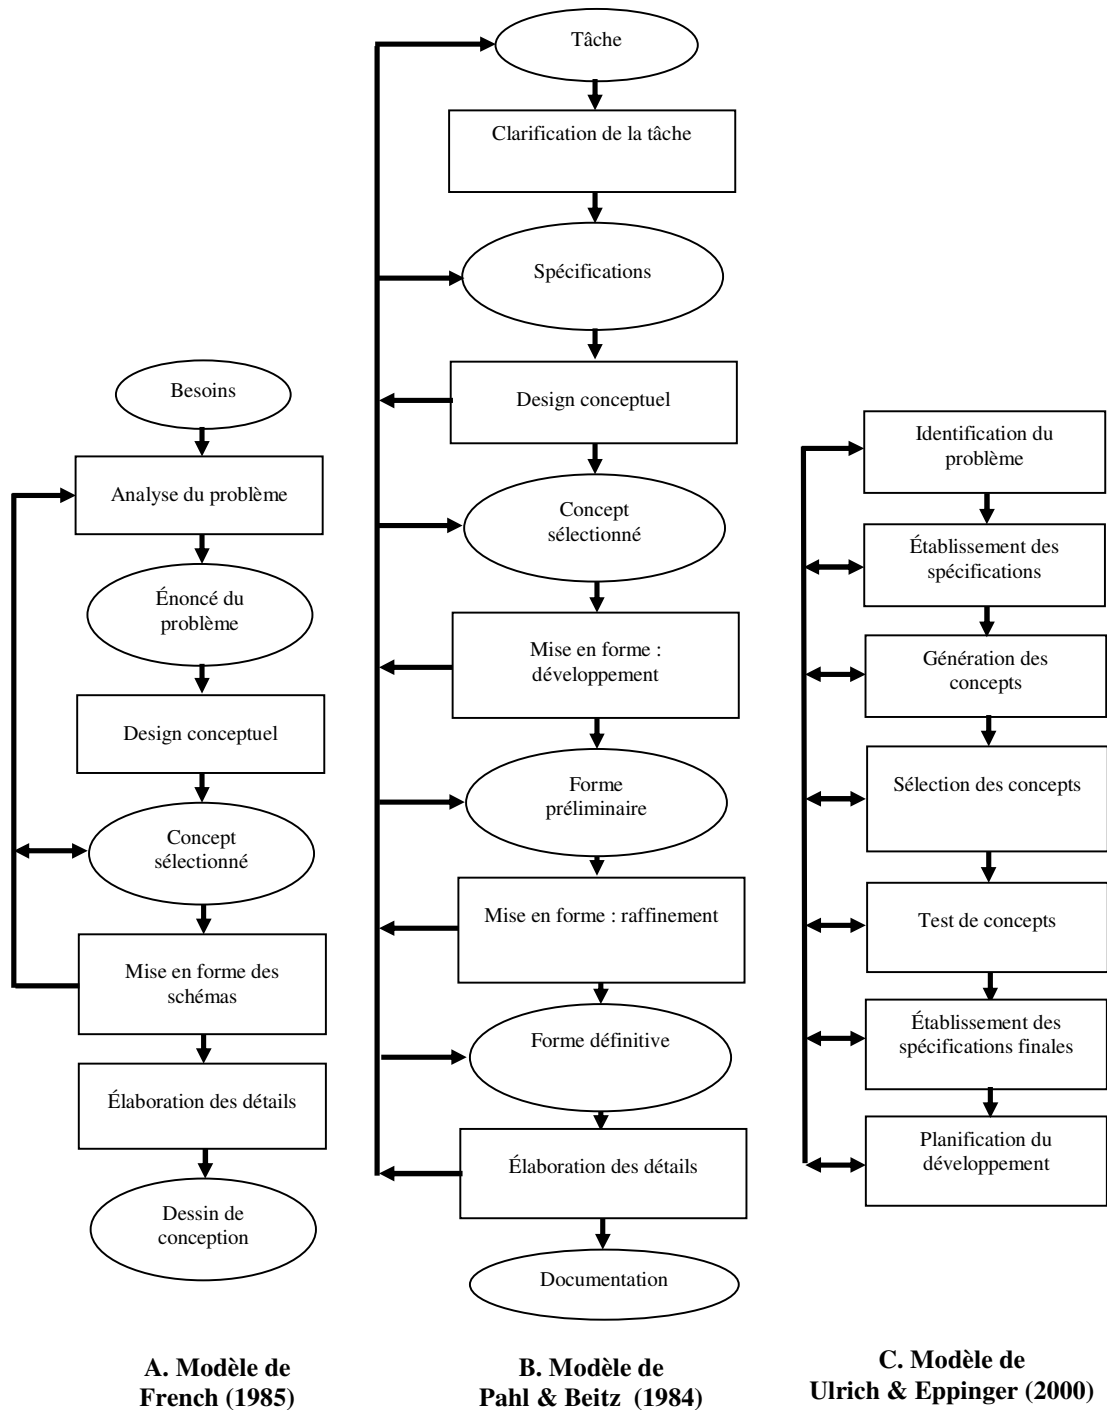 Besoins
Analyse du problème
Énoncé du
problème
Design conceptuel
Concept
sélectionné
Mise en forme des
schémas
Élaboration des détails
Dessin de
conception
A. Modèle de
French (1985)
Tâche
Clarification de la tâche
Spécifications
Design conceptuel
Concept
sélectionné
Mise en forme :
développement
Forme
préliminaire
Mise en forme : raffinement
Forme définitive
Élaboration des détails
Documentation
B. Modèle de
Pahl & Beitz (1984)
Identification du
problème
Établissement des
spécifications
Génération des
concepts
Sélection des concepts
Test de concepts
Établissement des
spécifications finales
Planification du
développement
C. Modèle de
Ulrich & Eppinger (2000)